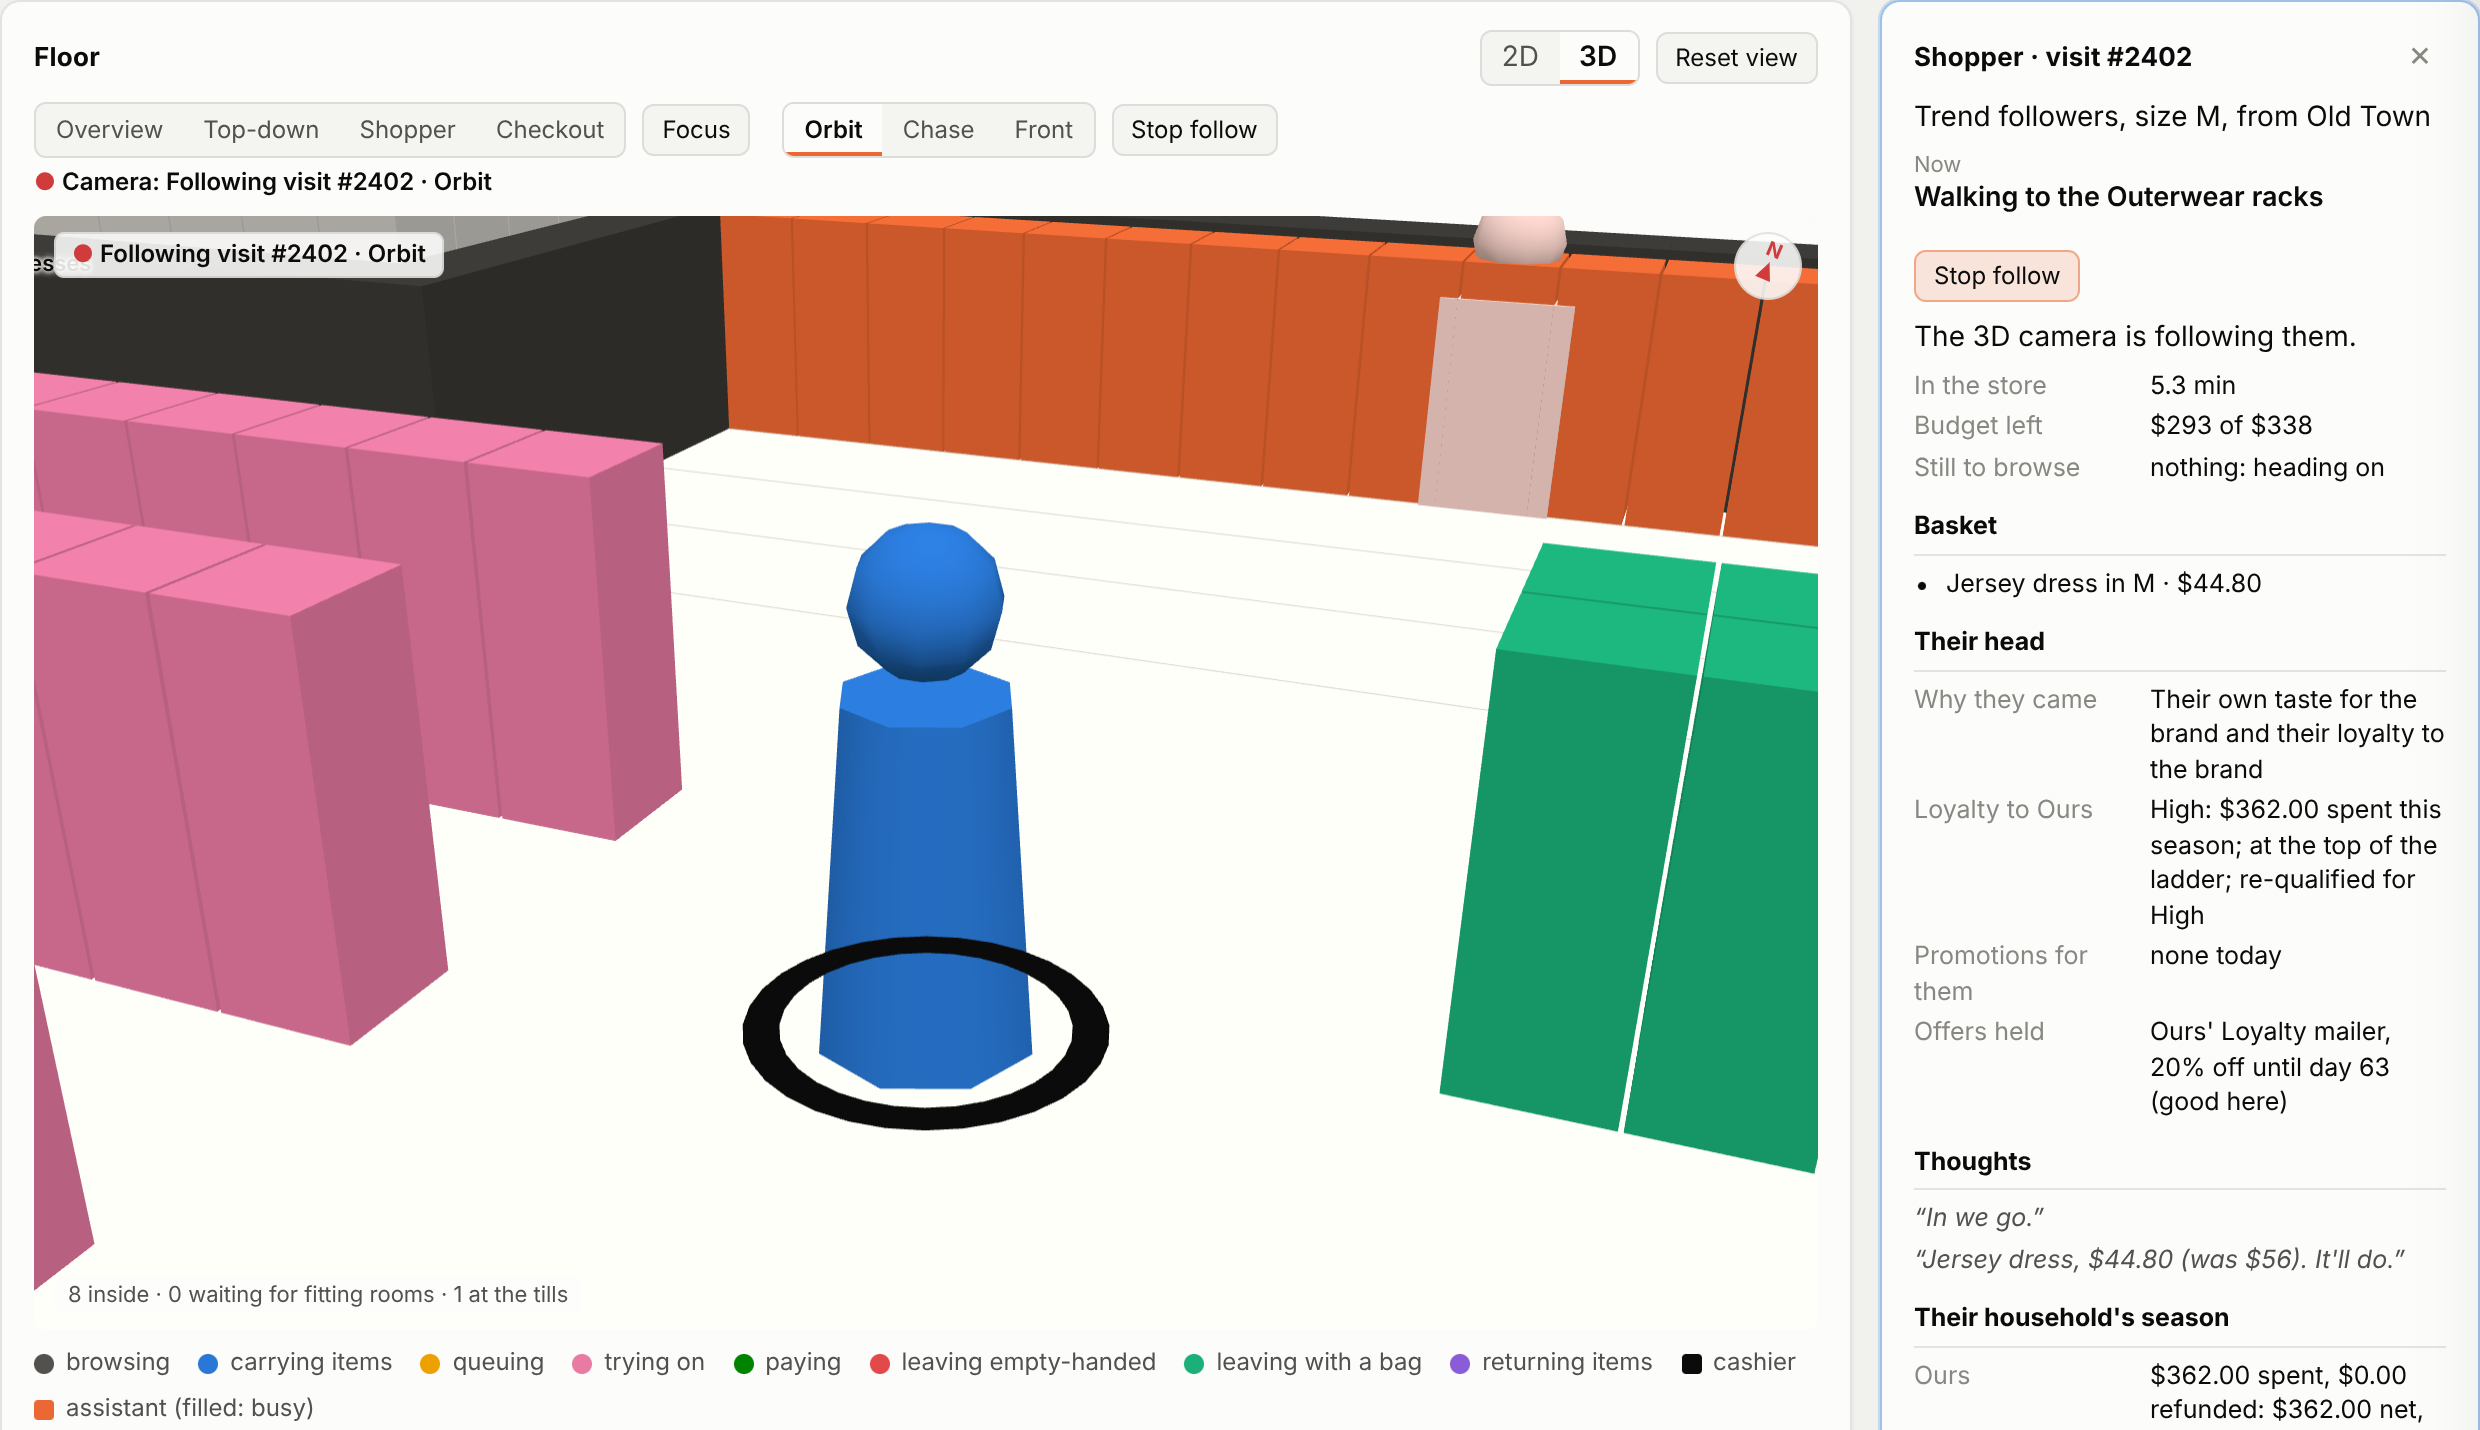 Floor
2D 3D Reset view
Overview Top-down Shopper Checkout Focus Orbit Chase Front Stop follow
Camera: Following visit #2402 · Orbit
Following visit #2402 · Orbit
N
8 inside · 0 waiting for fitting rooms · 1 at the tills
browsing carrying items queuing trying on paying leaving empty-handed leaving with a bag returning items cashier
assistant (filled: busy)
Shopper · visit #2402
Trend followers, size M, from Old Town
Now
Walking to the Outerwear racks
Stop follow
The 3D camera is following them.
In the store 5.3 min
Budget left $293 of $338
Still to browse nothing: heading on
Basket
• Jersey dress in M · $44.80
Their head
Why they came Their own taste for the
brand and their loyalty to
the brand
Loyalty to Ours High: $362.00 spent this
season; at the top of the
ladder; re-qualified for
High
Promotions for none today
them
Offers held Ours' Loyalty mailer,
20% off until day 63
(good here)
Thoughts
“In we go.”
“Jersey dress, $44.80 (was $56). It'll do.”
Their household's season
Ours $362.00 spent, $0.00
refunded: $362.00 net,